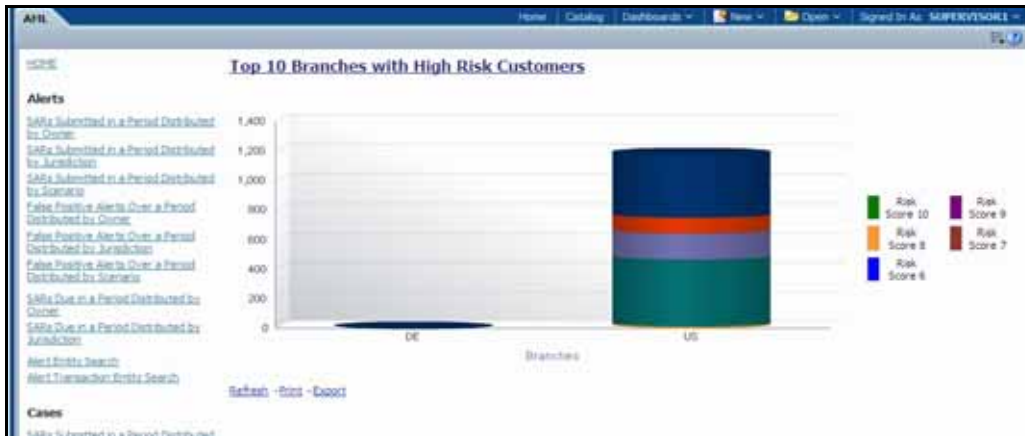 AML
Home Catalog Dashboards New Open Signed In As SUPERVISOR1
HOME
Top 10 Branches with High Risk Customers
Alerts
SARs Submitted in a Period Distributed
by Owner
SARs Submitted in a Period Distributed
by Jurisdiction
SARs Submitted in a Period Distributed
by Scenario
False Positive Alerts Over a Period
Distributed by Owner
False Positive Alerts Over a Period
Distributed by Jurisdiction
False Positive Alerts Over a Period
Distributed by Scenario
SARs Due in a Period Distributed by
Owner
SARs Due in a Period Distributed by
Jurisdiction
Alert Entity Search
Alert Transaction Entity Search
Cases
SARs Submitted in a Period Distributed
1,400
1,200
1,000
800
600
400
200
0
DE US
Branches
Risk
Score 10
Risk
Score 9
Risk
Score 8
Risk
Score 7
Risk
Score 6
Refresh - Print - Export